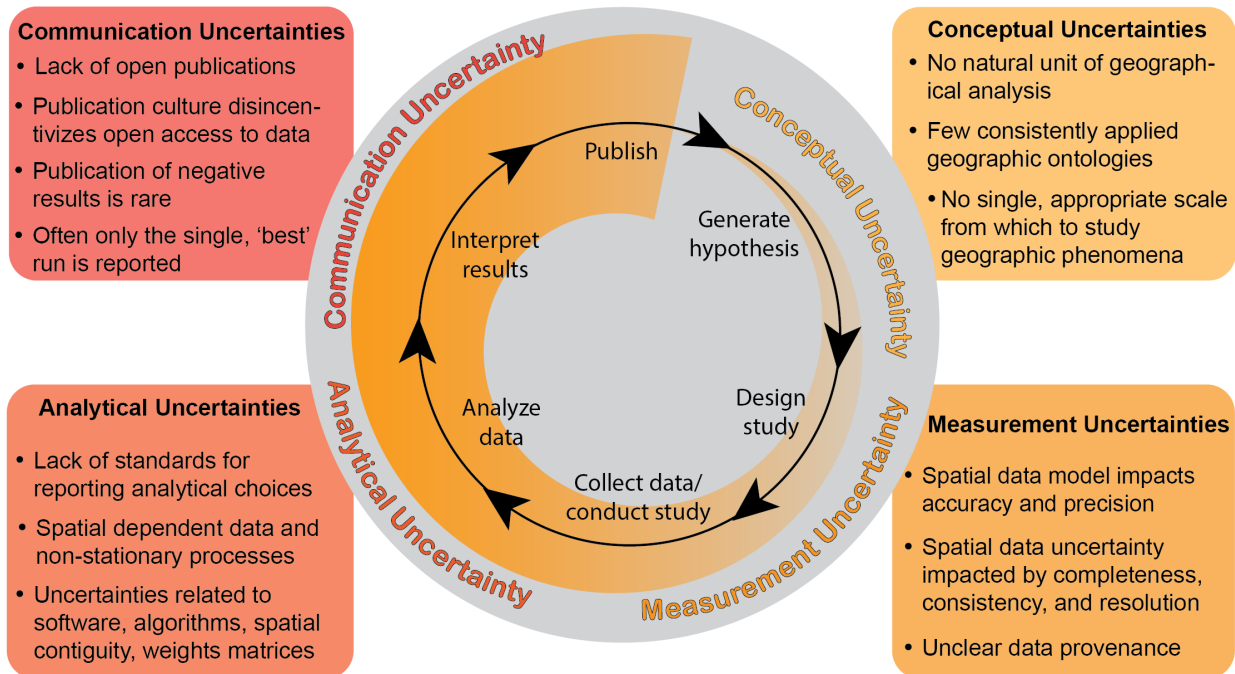 Communication Uncertainties
• Lack of open publications
• Publication culture disincen-
tivizes open access to data
• Publication of negative
results is rare
• Often only the single, ‘best’
run is reported
Conceptual Uncertainties
• No natural unit of geograph-
ical analysis
• Few consistently applied
geographic ontologies
• No single, appropriate scale
from which to study
geographic phenomena
Communication Uncertainty
Conceptual Uncertainty
Publish
Generate
hypothesis
Interpret
results
Design
study
Analyze
data
Collect data/
conduct study
Analytical Uncertainty
Measurement Uncertainty
Analytical Uncertainties
• Lack of standards for
reporting analytical choices
• Spatial dependent data and
non-stationary processes
• Uncertainties related to
software, algorithms, spatial
contiguity, weights matrices
Measurement Uncertainties
• Spatial data model impacts
accuracy and precision
• Spatial data uncertainty
impacted by completeness,
consistency, and resolution
• Unclear data provenance